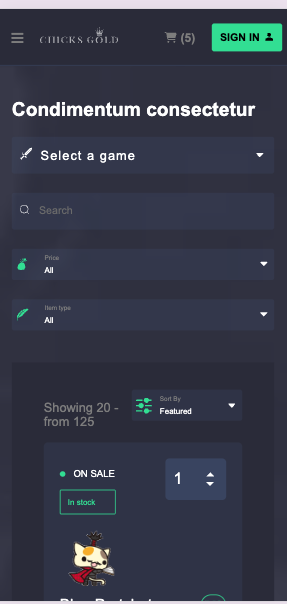 CHICKS GOLD
(5)
SIGN IN
Condimentum consectetur
Select a game
Search
Price
All
Item type
All
Showing 20 -
from 125
Sort By
Featured
ON SALE
1
In stock